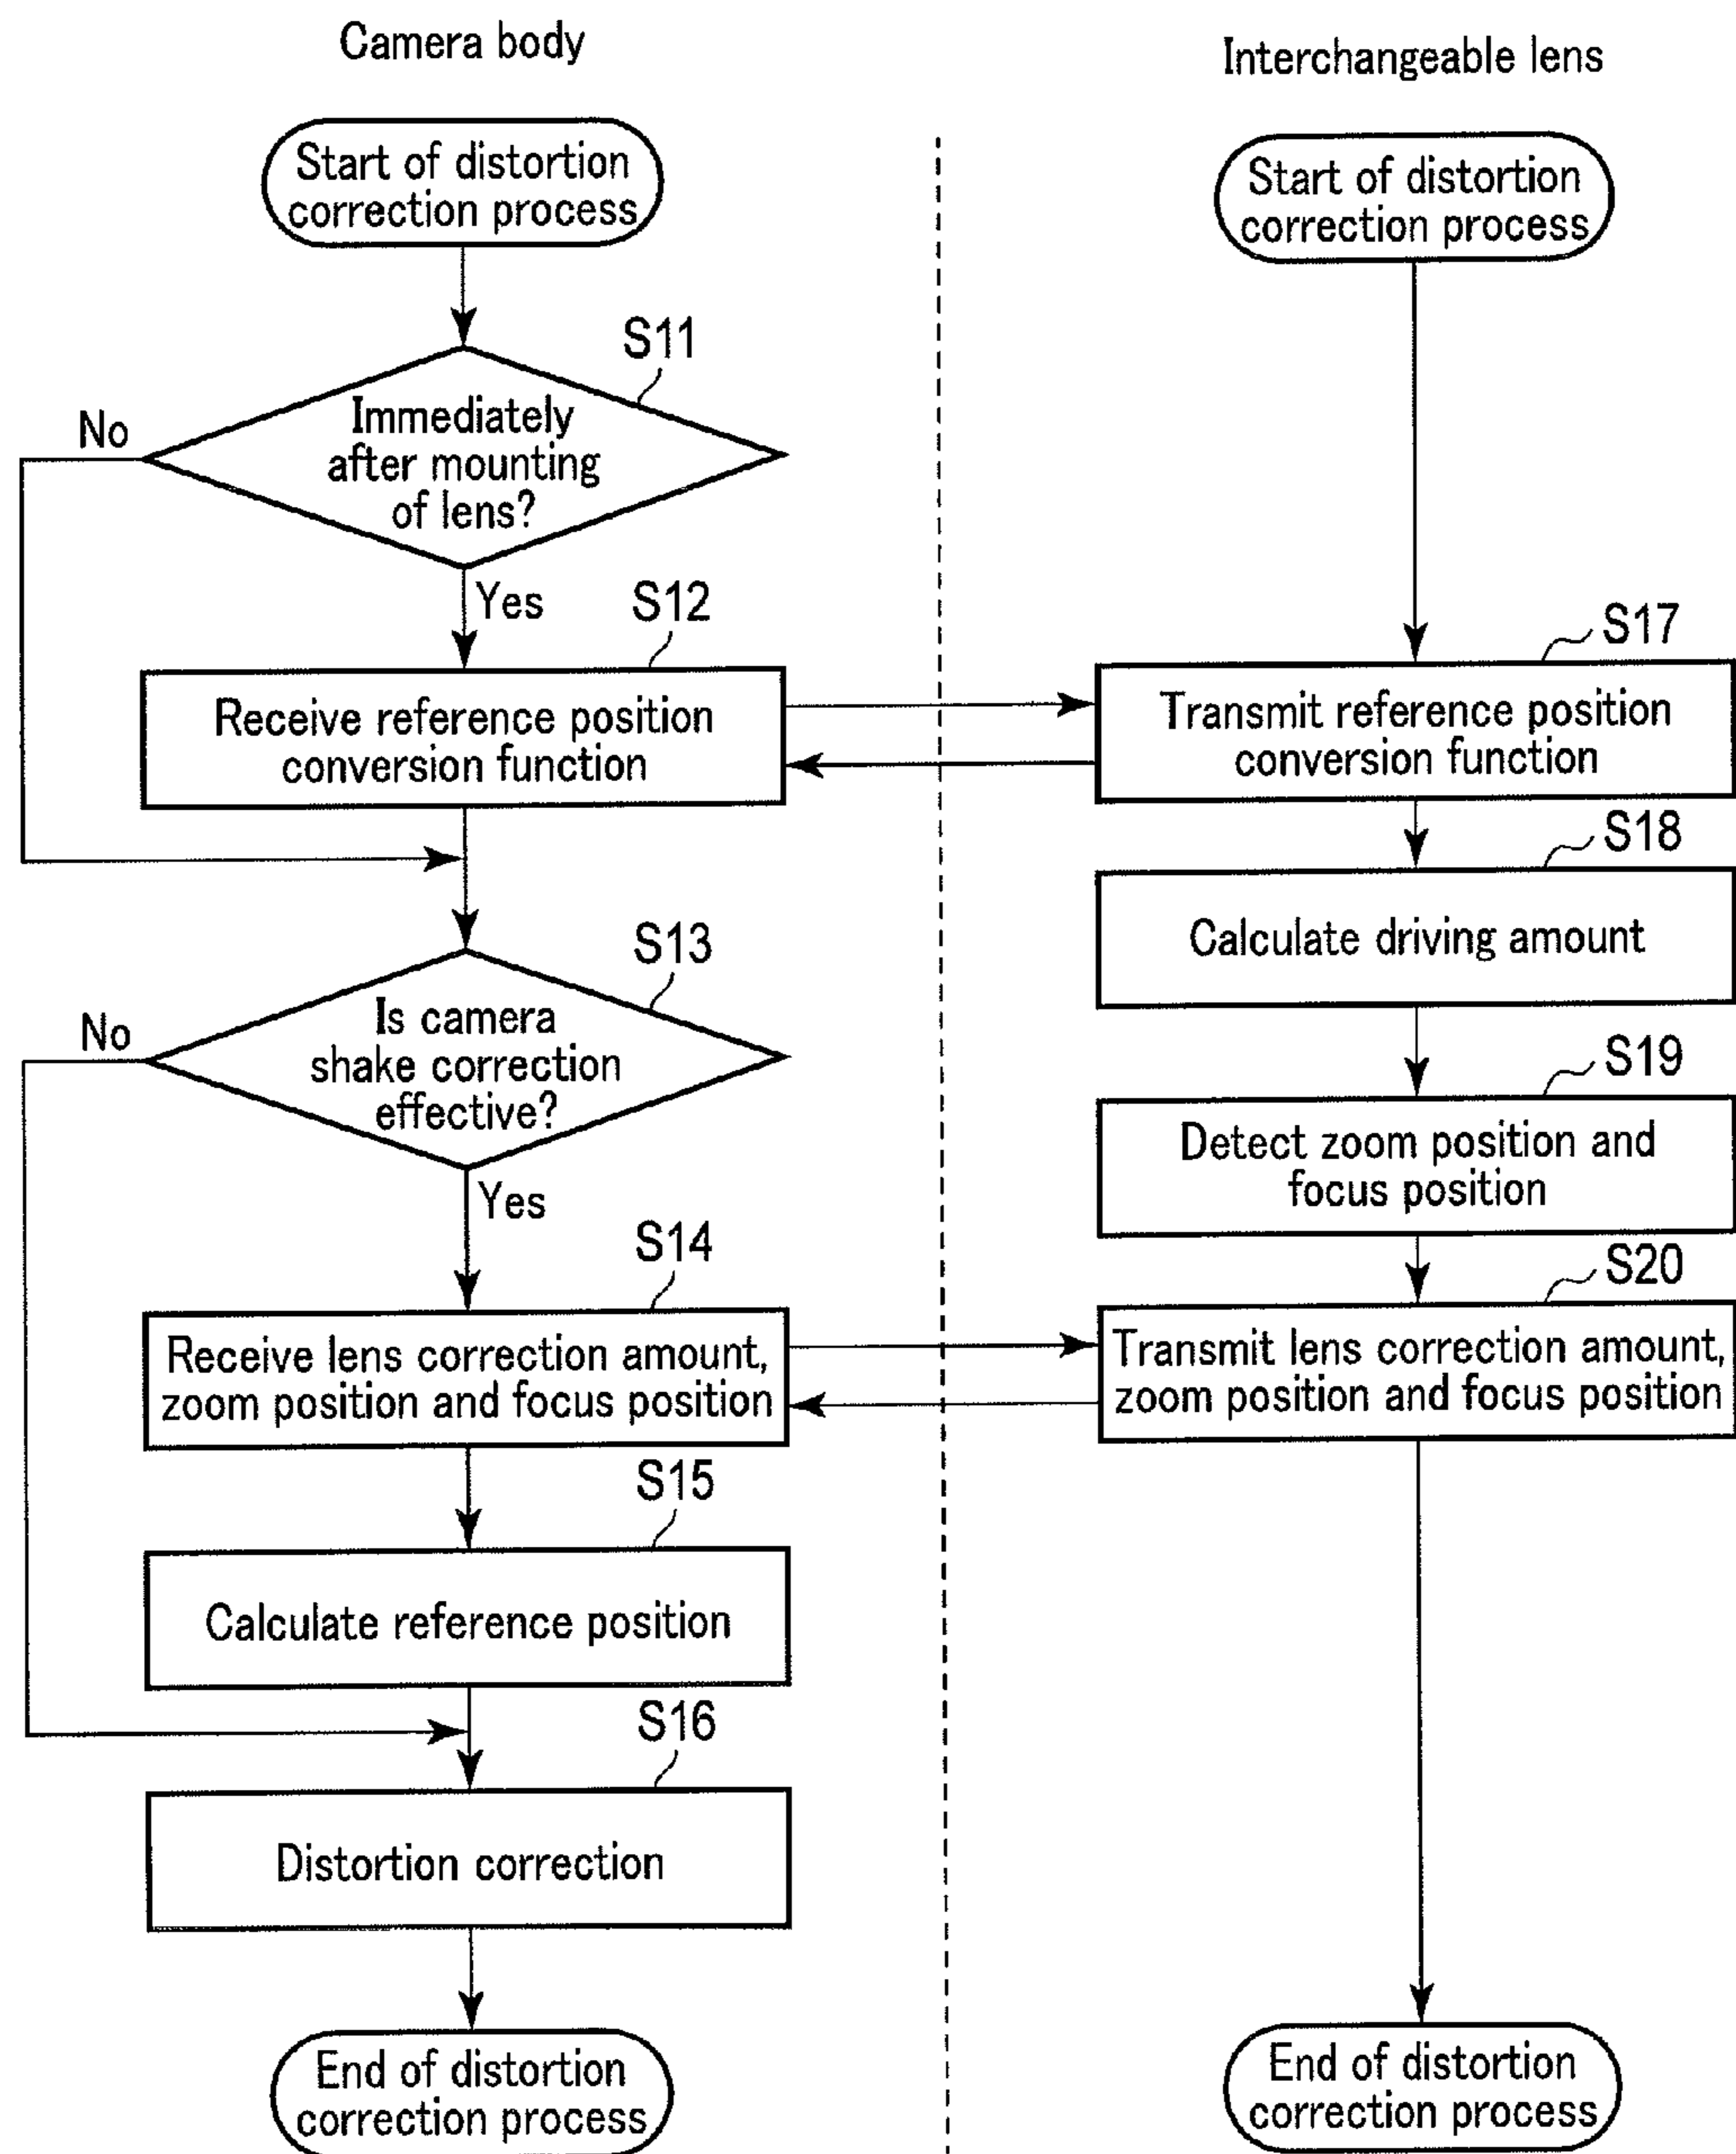 Camera body
Start of distortion
correction process
S11
Immediately
after mounting
of lens?
No
Yes
S12
Receive reference position
conversion function
S13
Is camera
shake correction
effective?
No
Yes
S14
Receive lens correction amount,
zoom position and focus position
S15
Calculate reference position
S16
Distortion correction
End of distortion
correction process
Interchangeable lens
Start of distortion
correction process
S17
Transmit reference position
conversion function
S18
Calculate driving amount
S19
Detect zoom position and
focus position
S20
Transmit lens correction amount,
zoom position and focus position
End of distortion
correction process